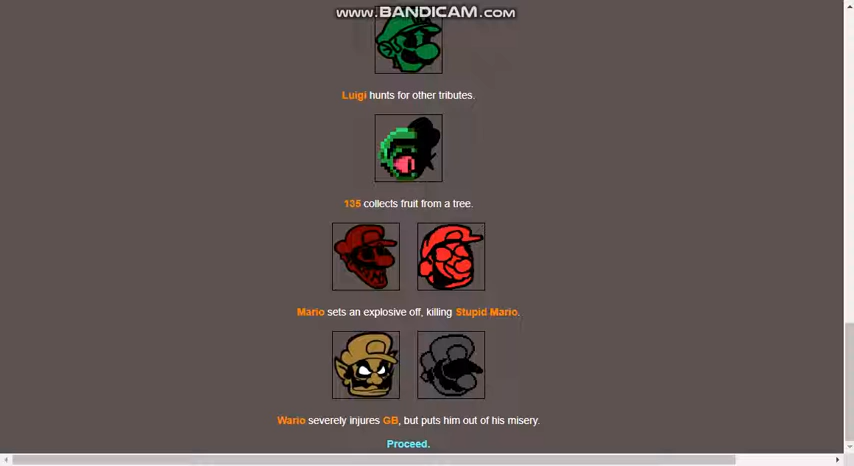 www.BANDICAM.com
Luigi hunts for other tributes.
135 collects fruit from a tree.
Mario sets an explosive off, killing Stupid Mario.
Wario severely injures GB, but puts him out of his misery.
Proceed.